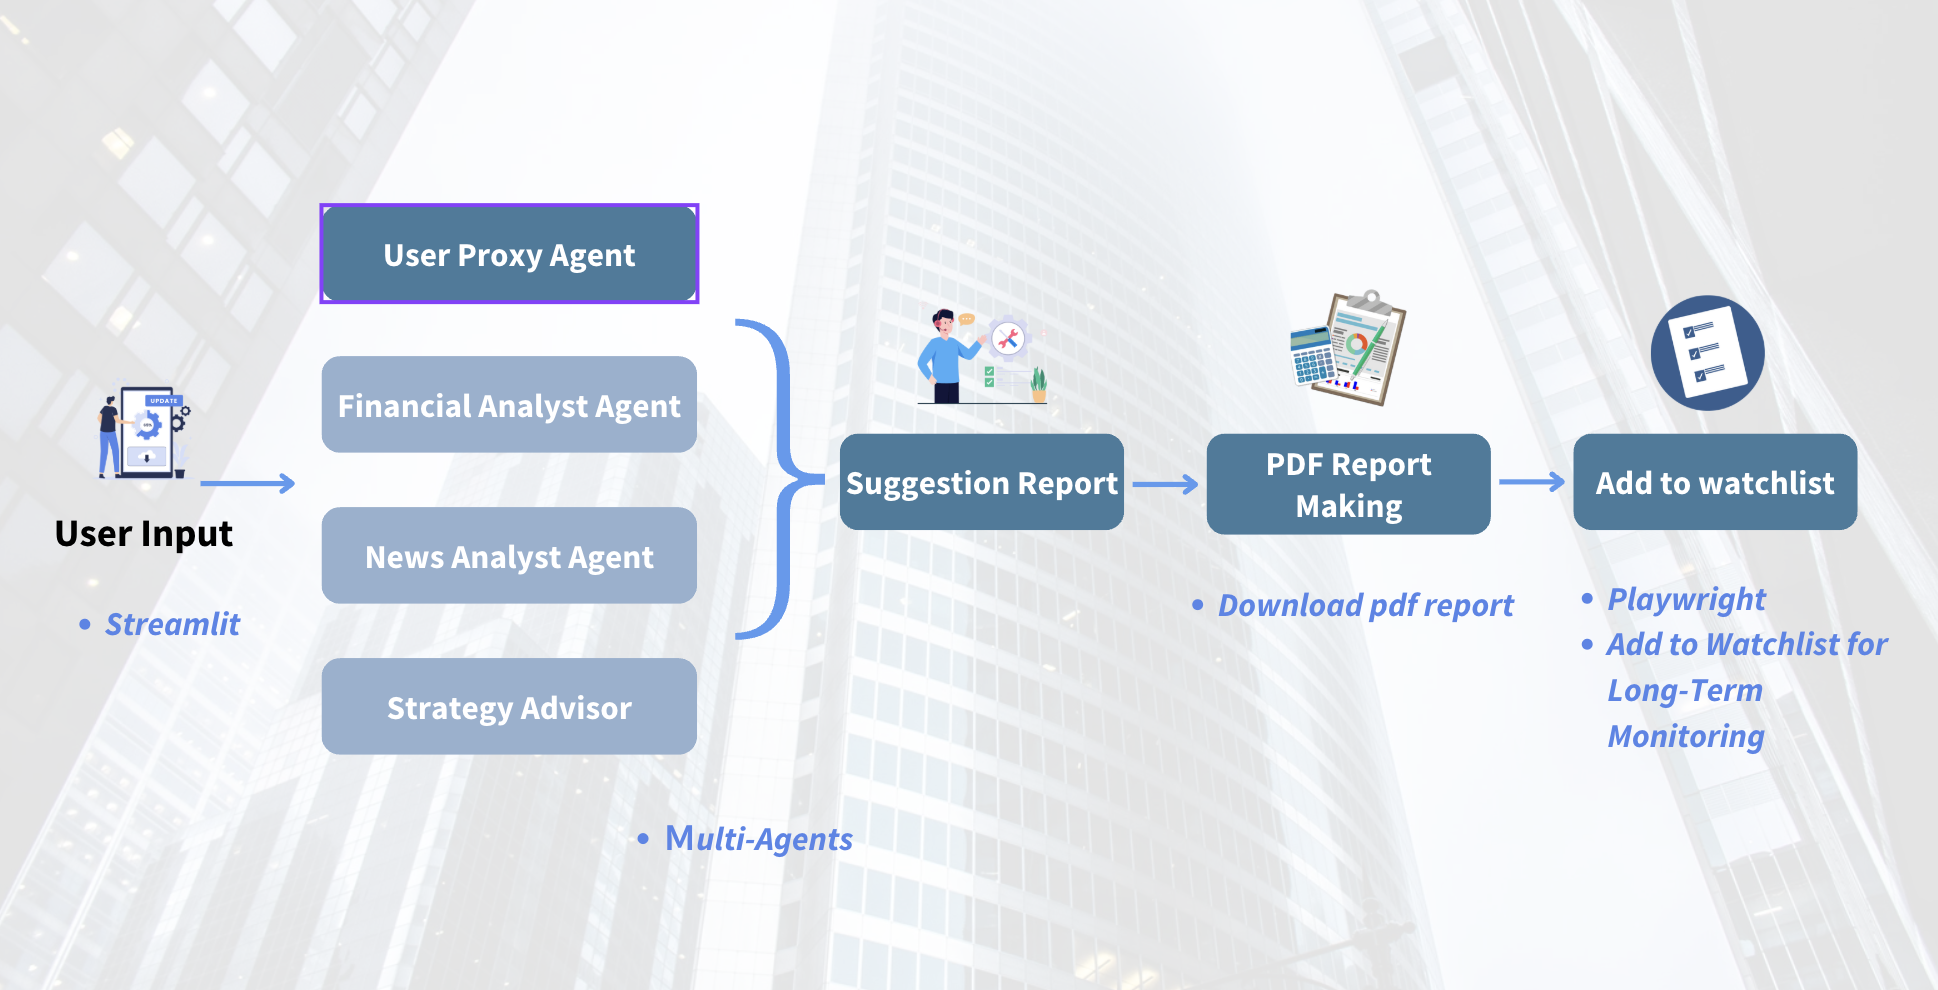 User Input
• Streamlit
User Proxy Agent
Financial Analyst Agent
News Analyst Agent
Strategy Advisor
• Multi-Agents
UPDATE
Suggestion Report
PDF Report
Making
• Download pdf report
Add to watchlist
• Playwright
• Add to Watchlist for
Long-Term
Monitoring